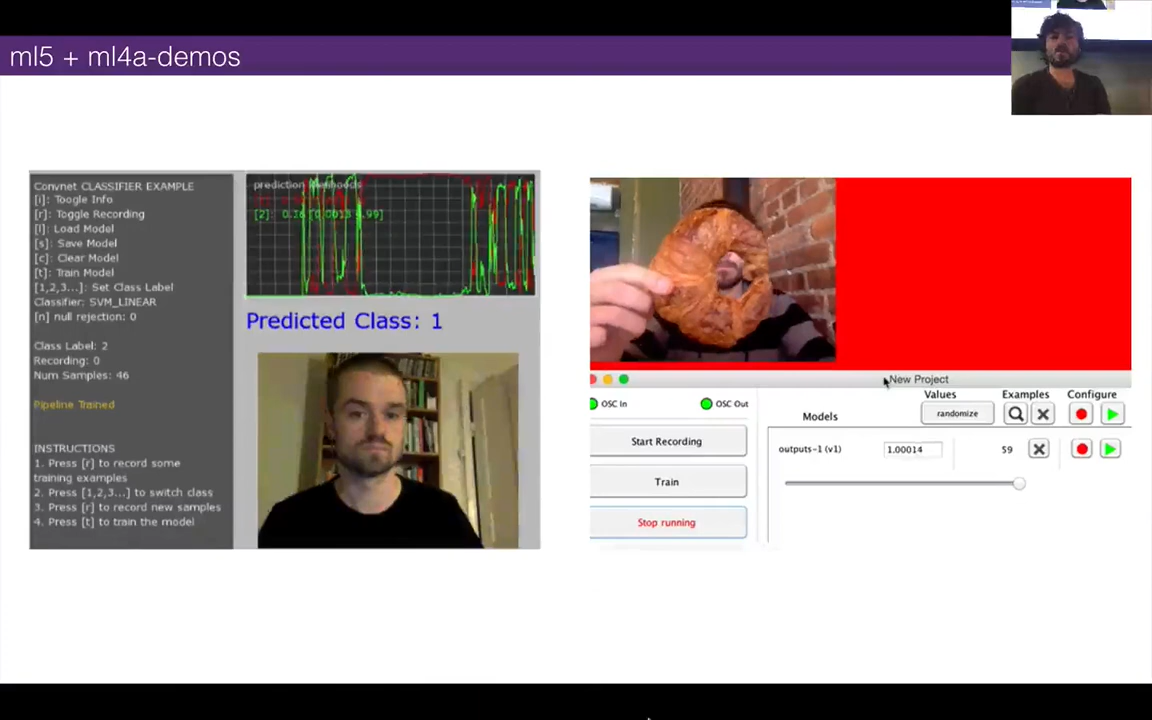 ml5 + ml4a-demos
Convnet CLASSIFIER EXAMPLE
[i]: Toogle Info
[r]: Toggle Recording
[l]: Load Model
[s]: Save Model
[c]: Clear Model
[t]: Train Model
[1,2,3...]: Set Class Label
Classifier: SVM_LINEAR
[n] null rejection: 0
Class Label: 2
Recording: 0
Num Samples: 46
Pipeline Trained
INSTRUCTIONS
1. Press [r] to record some
training examples
2. Press [1,2,3...] to switch class
3. Press [r] to record new samples
4. Press [t] to train the model
prediction likelihoods
Predicted Class: 1
New Project
OSC In
OSC Out
Start Recording
Train
Stop running
Values
Examples
Configure
Models
randomize
outputs-1 (v1)
1.00014
59